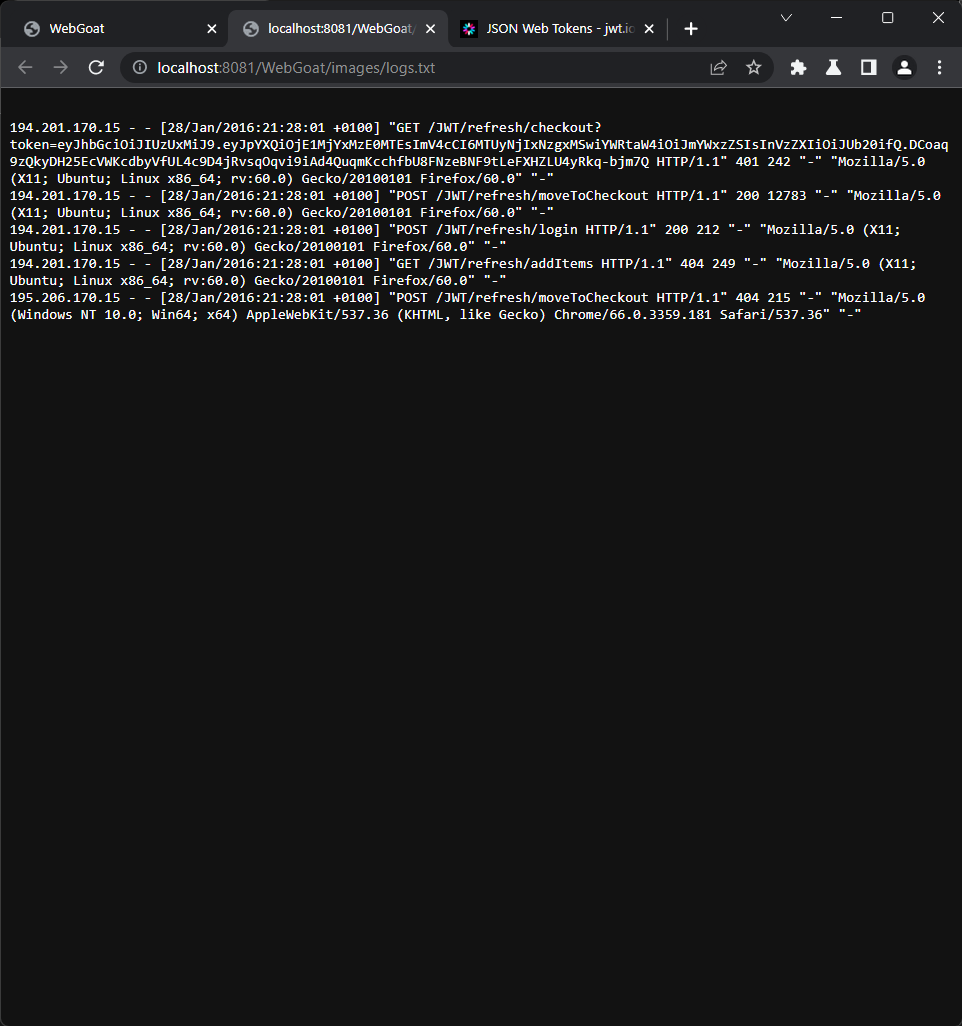 WebGoat
localhost:8081/WebGoat/
JSON Web Tokens - jwt.io
localhost:8081/WebGoat/images/logs.txt
194.201.170.15 - - [28/Jan/2016:21:28:01 +0100] "GET /JWT/refresh/checkout?
token=eyJhbGciOiJIUzUxMiJ9.eyJpYXQiOjE1MjYxMzE0MTEsImV4cCI6MTUyNjIxNzgxMSwiYWRtaW4iOiJmYWxzZSIsInVzZXIiOiJUb20ifQ.DCoaq
9zQkyDH25EcVWKcdbyVfUL4c9D4jRvsqOqvi9iAd4QuqmKcchfbU8FNzeBNF9tLeFXHZLU4yRkq-bjm7Q HTTP/1.1" 401 242 "-" "Mozilla/5.0
(X11; Ubuntu; Linux x86_64; rv:60.0) Gecko/20100101 Firefox/60.0" "-"
194.201.170.15 - - [28/Jan/2016:21:28:01 +0100] "POST /JWT/refresh/moveToCheckout HTTP/1.1" 200 12783 "-" "Mozilla/5.0
(X11; Ubuntu; Linux x86_64; rv:60.0) Gecko/20100101 Firefox/60.0" "-"
194.201.170.15 - - [28/Jan/2016:21:28:01 +0100] "POST /JWT/refresh/login HTTP/1.1" 200 212 "-" "Mozilla/5.0 (X11;
Ubuntu; Linux x86_64; rv:60.0) Gecko/20100101 Firefox/60.0" "-"
194.201.170.15 - - [28/Jan/2016:21:28:01 +0100] "GET /JWT/refresh/addItems HTTP/1.1" 404 249 "-" "Mozilla/5.0 (X11;
Ubuntu; Linux x86_64; rv:60.0) Gecko/20100101 Firefox/60.0" "-"
195.206.170.15 - - [28/Jan/2016:21:28:01 +0100] "POST /JWT/refresh/moveToCheckout HTTP/1.1" 404 215 "-" "Mozilla/5.0
(Windows NT 10.0; Win64; x64) AppleWebKit/537.36 (KHTML, like Gecko) Chrome/66.0.3359.181 Safari/537.36" "-"